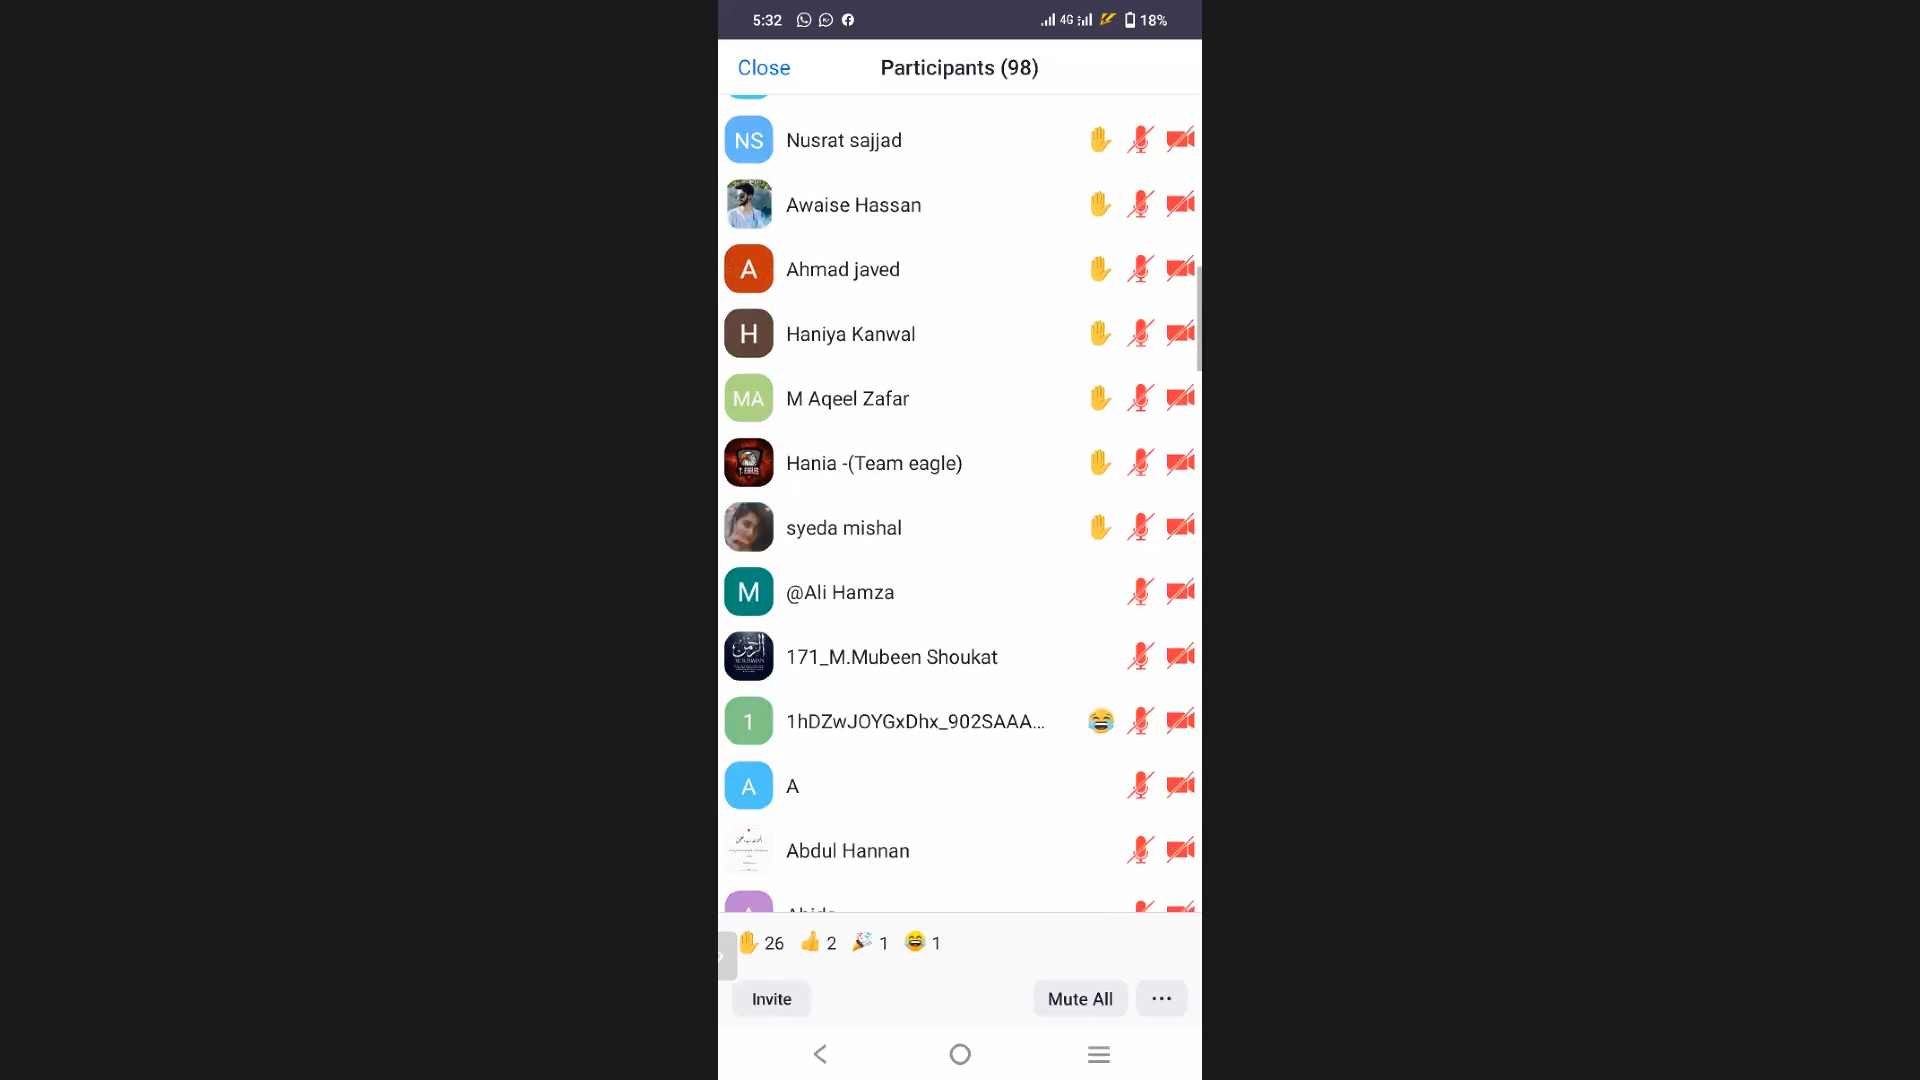 5:32 4G 18%
Close Participants (98)
NS Nusrat sajjad
Awaise Hassan
A Ahmad javed
H Haniya Kanwal
MA M Aqeel Zafar
Hania -(Team eagle)
syeda mishal
M @Ali Hamza
الرحمن
171_M.Mubeen Shoukat
1 1hDZwJOYGxDhx_902SAAA...
A A
Abdul Hannan
26 2 1 1
Invite Mute All